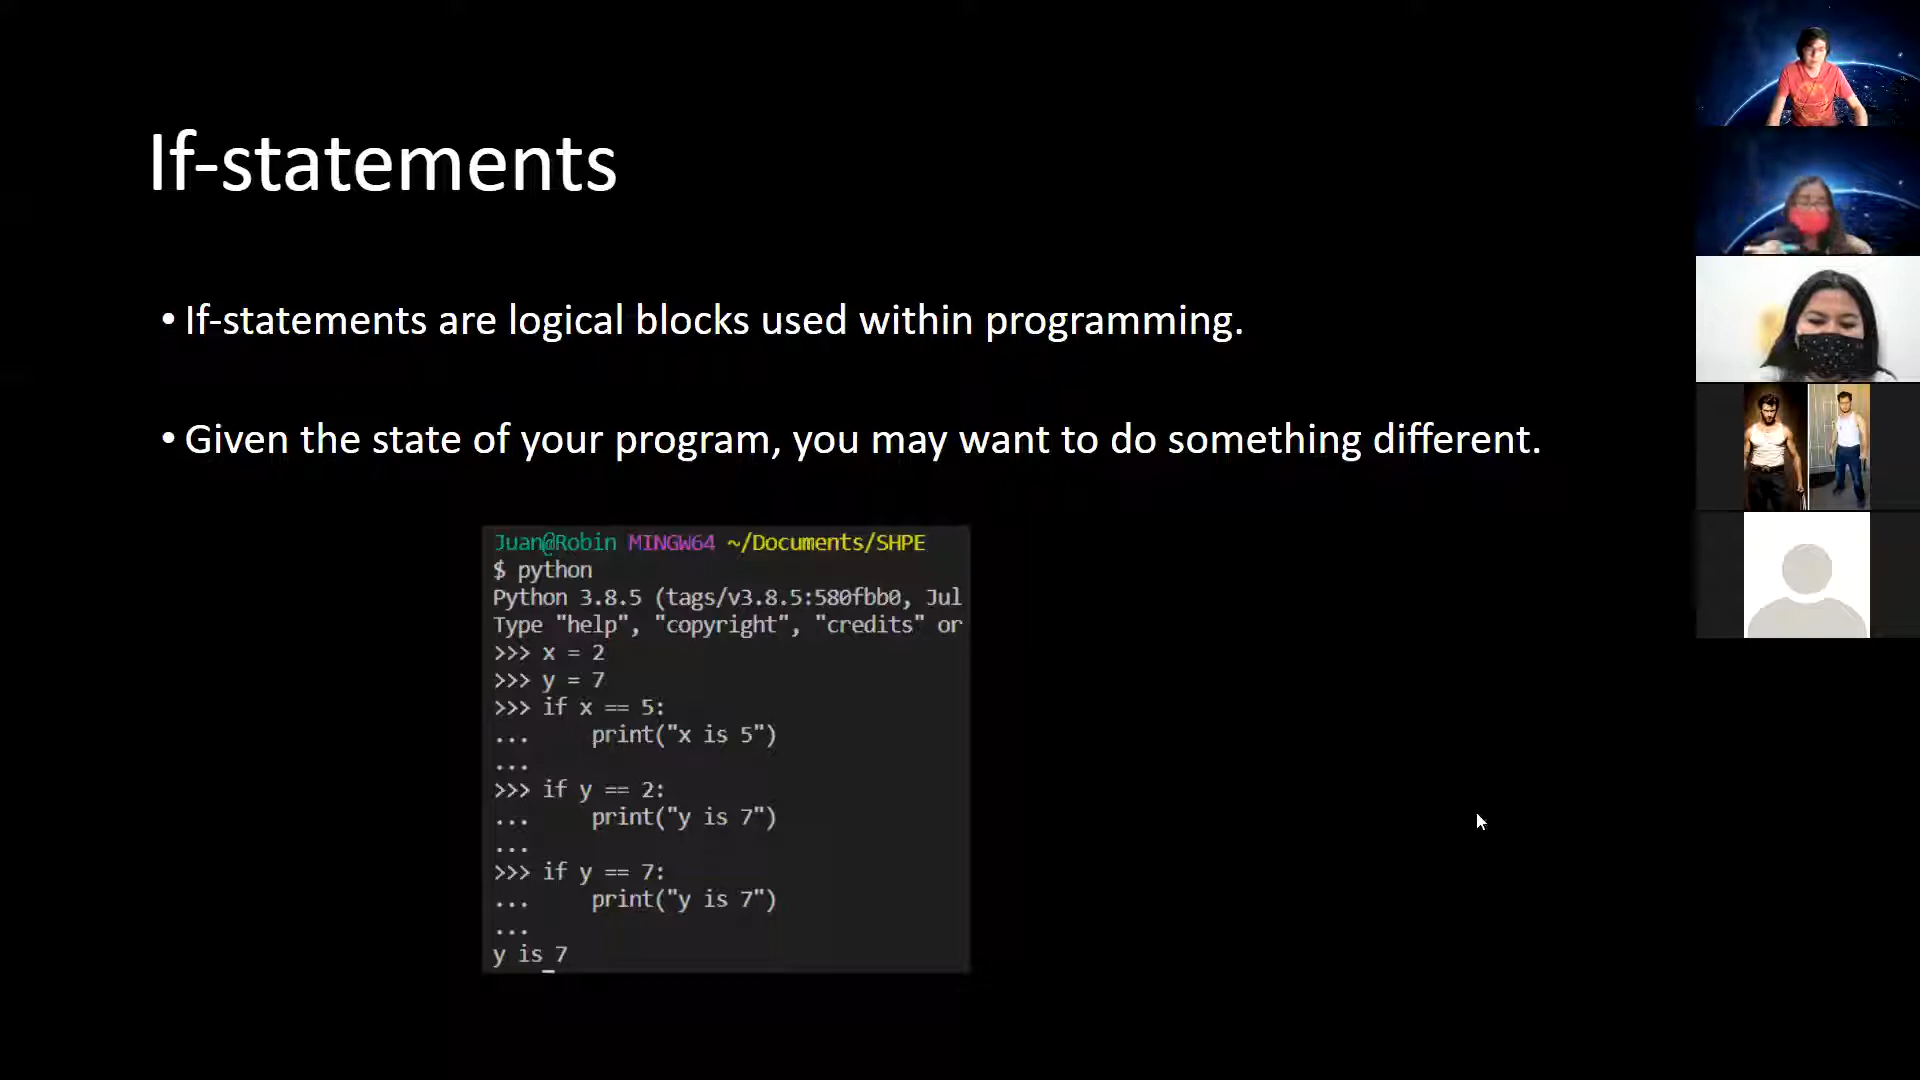 If-statements
• If-statements are logical blocks used within programming.
• Given the state of your program, you may want to do something different.
Juan@Robin MINGW64 ~/Documents/SHPE
$ python
Python 3.8.5 (tags/v3.8.5:580fbb0, Jul
Type "help", "copyright", "credits" or
>>> x = 2
>>> y = 7
>>> if x == 5:
...     print("x is 5")
...
>>> if y == 2:
...     print("y is 7")
...
>>> if y == 7:
...     print("y is 7")
...
y is 7